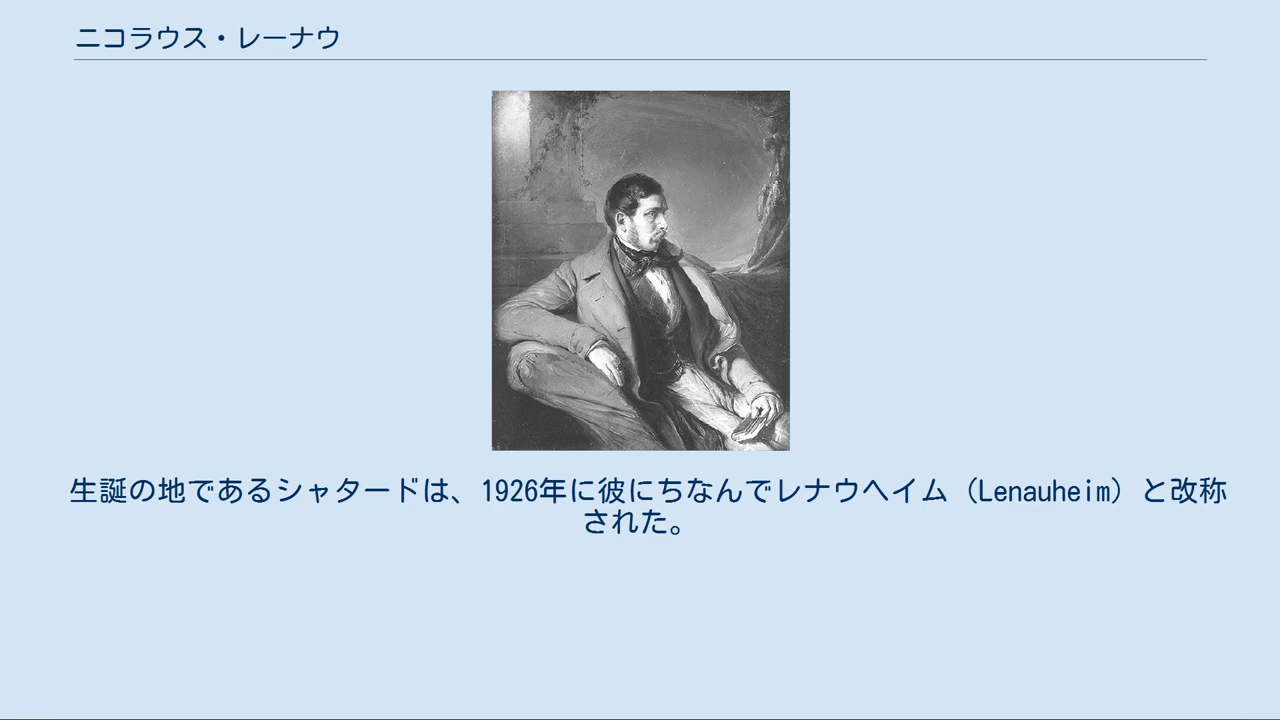 ニコラウス・レーナウ
生誕の地であるシャタードは、1926年に彼にちなんでレナウヘイム（Lenauheim）と改称
された。